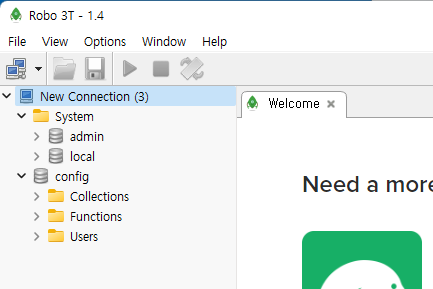 Robo 3T - 1.4
File View Options Window Help
New Connection (3)
Welcome
System
admin
local
config
Collections
Functions
Users
Need a more